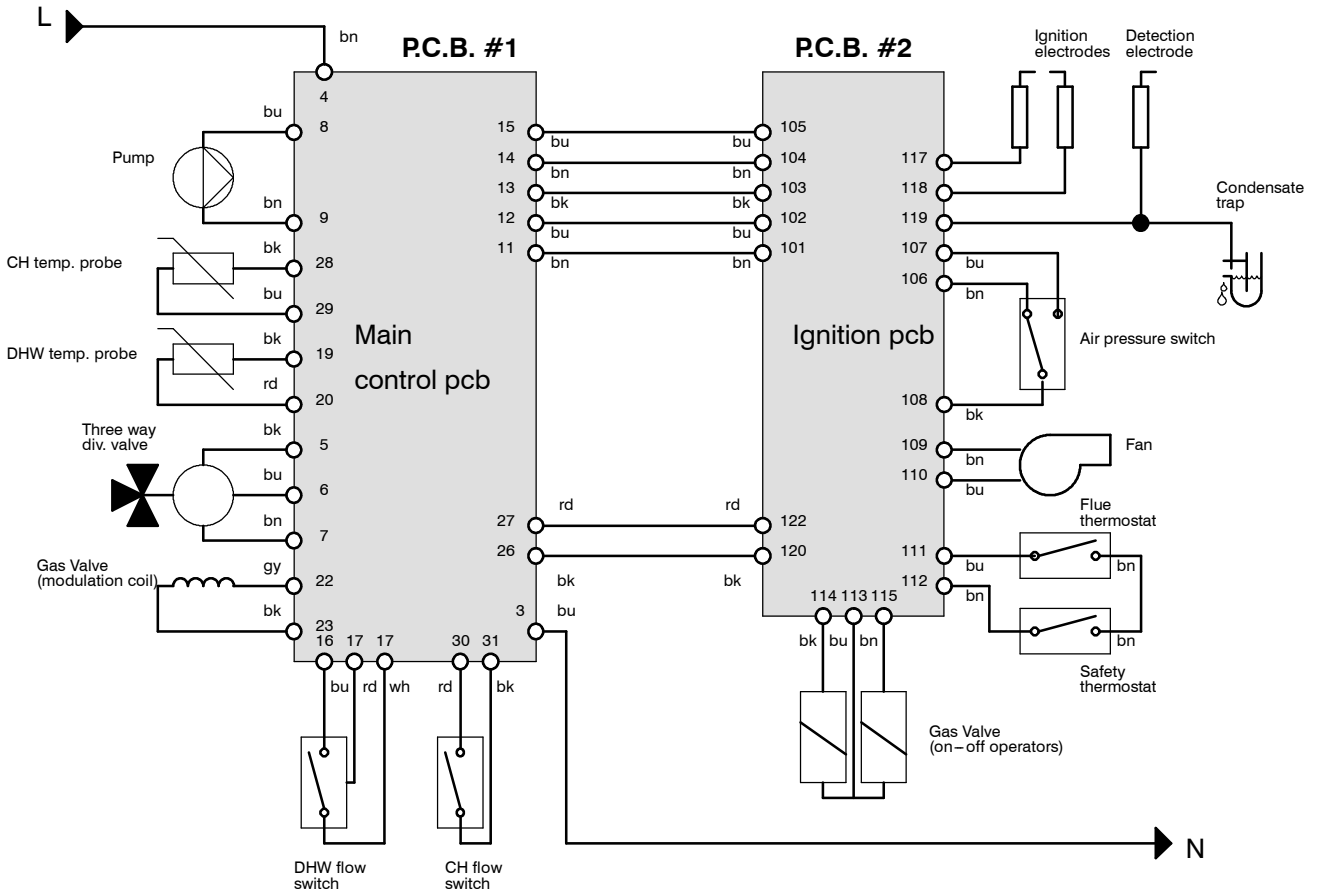 L
bn
P.C.B. #1
P.C.B. #2
Ignition
electrodes
Detection
electrode
4
bu
8
15
bu
bu
105
Pump
14
bn
bn
104
117
13
bk
bk
103
118
Condensate
trap
bn
9
12
bu
bu
102
119
bk
11
bn
bn
101
107
bu
CH temp. probe
28
106
bn
bu
29
Main
control pcb
Ignition pcb
Air pressure switch
bk
DHW temp. probe
19
rd
20
108
bk
Three way
div. valve
bk
5
109
bn
Fan
bu
6
110
bu
bn
7
27
rd
rd
122
Flue
thermostat
Gas Valve
(modulation coil)
gy
22
26
bk
bk
120
111
bu
bn
112
bn
bk
23
3
bu
114 113 115
16 17 17
30 31
bk bu bn
bn
bu rd wh
rd bk
Safety
thermostat
Gas Valve
(on–off operators)
N
DHW flow
switch
CH flow
switch